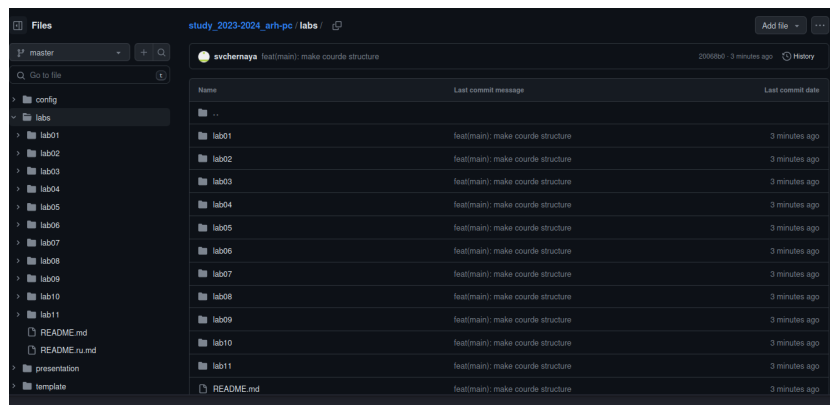 Files
master
Go to file
t
config
labs
lab01
lab02
lab03
lab04
lab05
lab06
lab07
lab08
lab09
lab10
lab11
README.md
README.ru.md
presentation
template
study_2023-2024_arh-pc / labs /
Add file
svchernaya feat(main): make courde structure
20068b0 · 3 minutes ago History
Name Last commit message Last commit date
..
lab01 feat(main): make courde structure 3 minutes ago
lab02 feat(main): make courde structure 3 minutes ago
lab03 feat(main): make courde structure 3 minutes ago
lab04 feat(main): make courde structure 3 minutes ago
lab05 feat(main): make courde structure 3 minutes ago
lab06 feat(main): make courde structure 3 minutes ago
lab07 feat(main): make courde structure 3 minutes ago
lab08 feat(main): make courde structure 3 minutes ago
lab09 feat(main): make courde structure 3 minutes ago
lab10 feat(main): make courde structure 3 minutes ago
lab11 feat(main): make courde structure 3 minutes ago
README.md feat(main): make courde structure 3 minutes ago